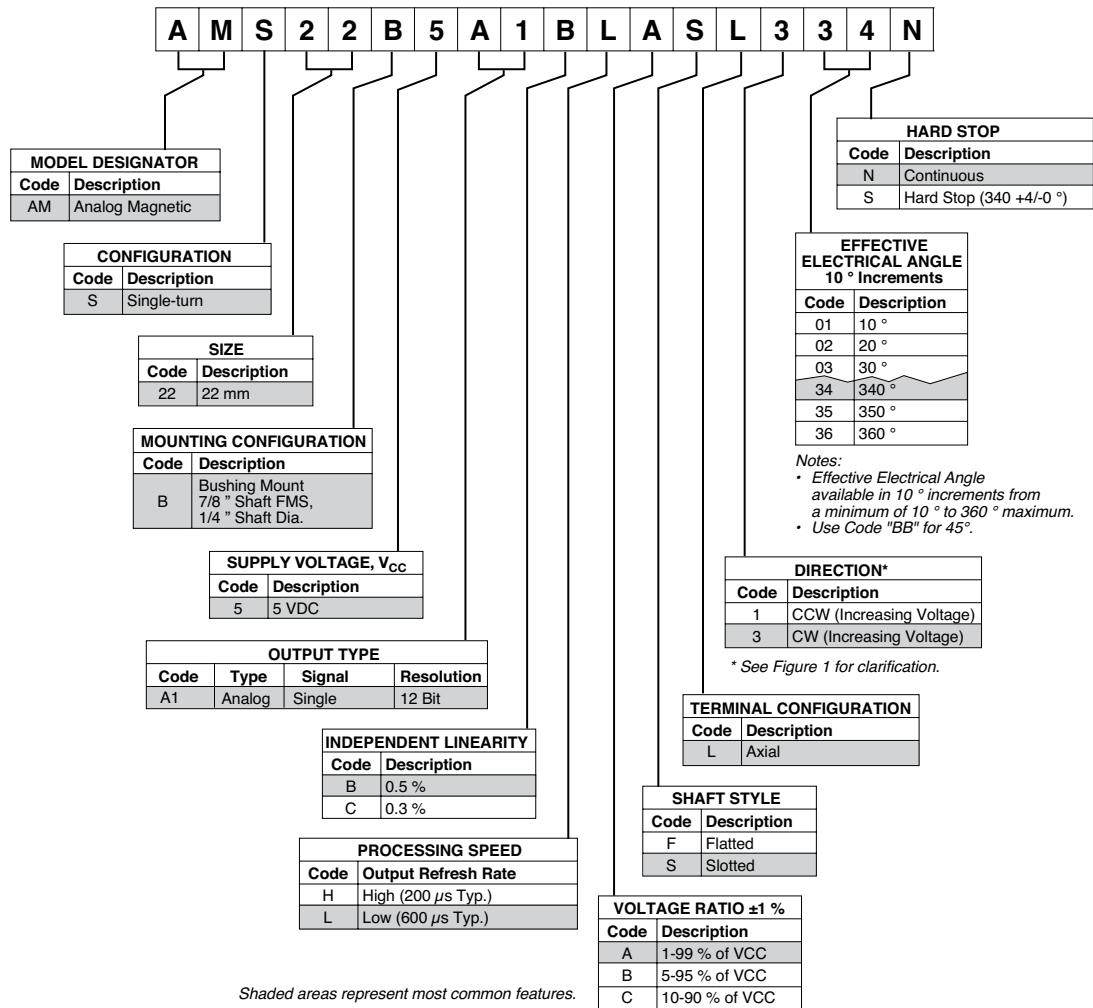 A M S 2 2 B 5 A 1 B L A S L 3 3 4 N
MODEL DESIGNATOR
Code Description
AM Analog Magnetic
CONFIGURATION
Code Description
S Single-turn
SIZE
Code Description
22 22 mm
MOUNTING CONFIGURATION
Code Description
B Bushing Mount
7/8 " Shaft FMS,
1/4 " Shaft Dia.
SUPPLY VOLTAGE, VCC
Code Description
5 5 VDC
OUTPUT TYPE
Code Type Signal Resolution
A1 Analog Single 12 Bit
INDEPENDENT LINEARITY
Code Description
B 0.5 %
C 0.3 %
PROCESSING SPEED
Code Output Refresh Rate
H High (200 µs Typ.)
L Low (600 µs Typ.)
Shaded areas represent most common features.
VOLTAGE RATIO ±1 %
Code Description
A 1-99 % of VCC
B 5-95 % of VCC
C 10-90 % of VCC
SHAFT STYLE
Code Description
F Flatted
S Slotted
TERMINAL CONFIGURATION
Code Description
L Axial
DIRECTION*
Code Description
1 CCW (Increasing Voltage)
3 CW (Increasing Voltage)
* See Figure 1 for clarification.
EFFECTIVE
ELECTRICAL ANGLE
10 ° Increments
Code Description
01 10 °
02 20 °
03 30 °
34 340 °
35 350 °
36 360 °
Notes:
• Effective Electrical Angle
available in 10 ° increments from
a minimum of 10 ° to 360 ° maximum.
• Use Code "BB" for 45°.
HARD STOP
Code Description
N Continuous
S Hard Stop (340 +4/-0 °)